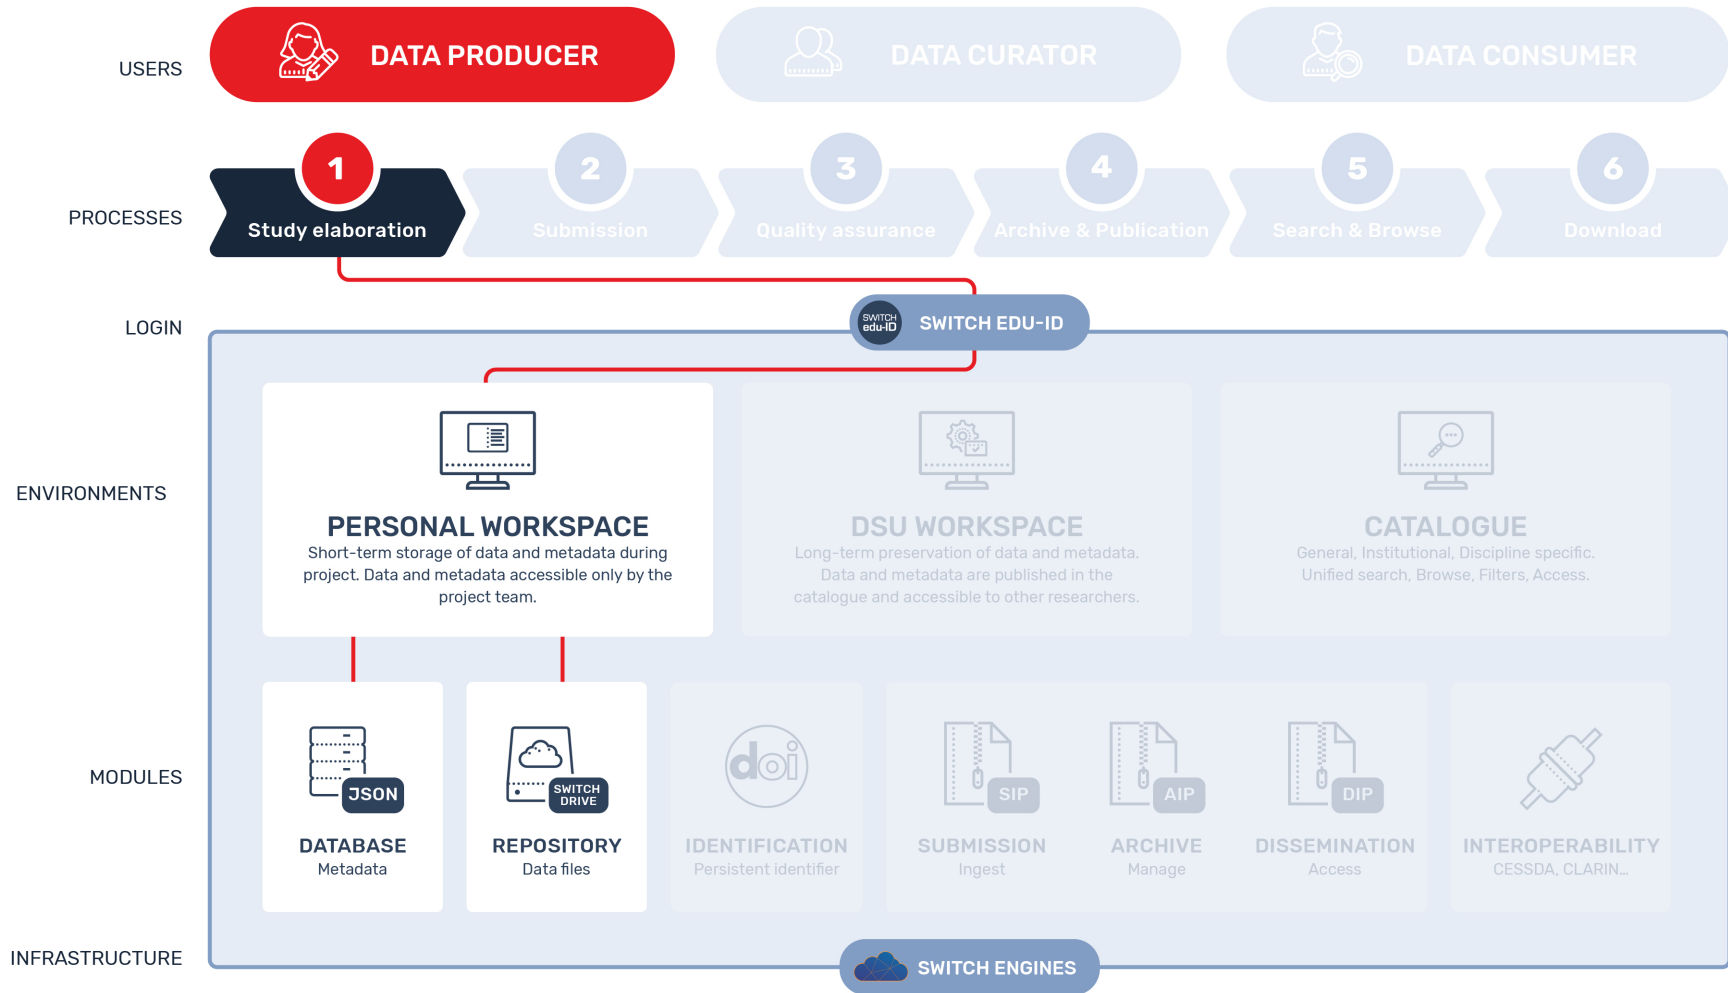 USERS
DATA PRODUCER
DATA CURATOR
DATA CONSUMER
1
2
3
4
5
6
PROCESSES
Study elaboration
Submission
Quality assurance
Archive & Publication
Search & Browse
Download
LOGIN
SWITCH
edu-ID
SWITCH EDU-ID
ENVIRONMENTS
PERSONAL WORKSPACE
Short-term storage of data and metadata during
project. Data and metadata accessible only by the
project team.
DSU WORKSPACE
Long-term preservation of data and metadata.
Data and metadata are published in the
catalogue and accessible to other researchers.
CATALOGUE
General, Institutional, Discipline specific.
Unified search, Browse, Filters, Access.
MODULES
JSON
DATABASE
Metadata
SWITCH
DRIVE
REPOSITORY
Data files
doi
IDENTIFICATION
Persistent identifier
SIP
SUBMISSION
Ingest
AIP
ARCHIVE
Manage
DIP
DISSEMINATION
Access
INTEROPERABILITY
CESSDA, CLARIN...
INFRASTRUCTURE
SWITCH ENGINES